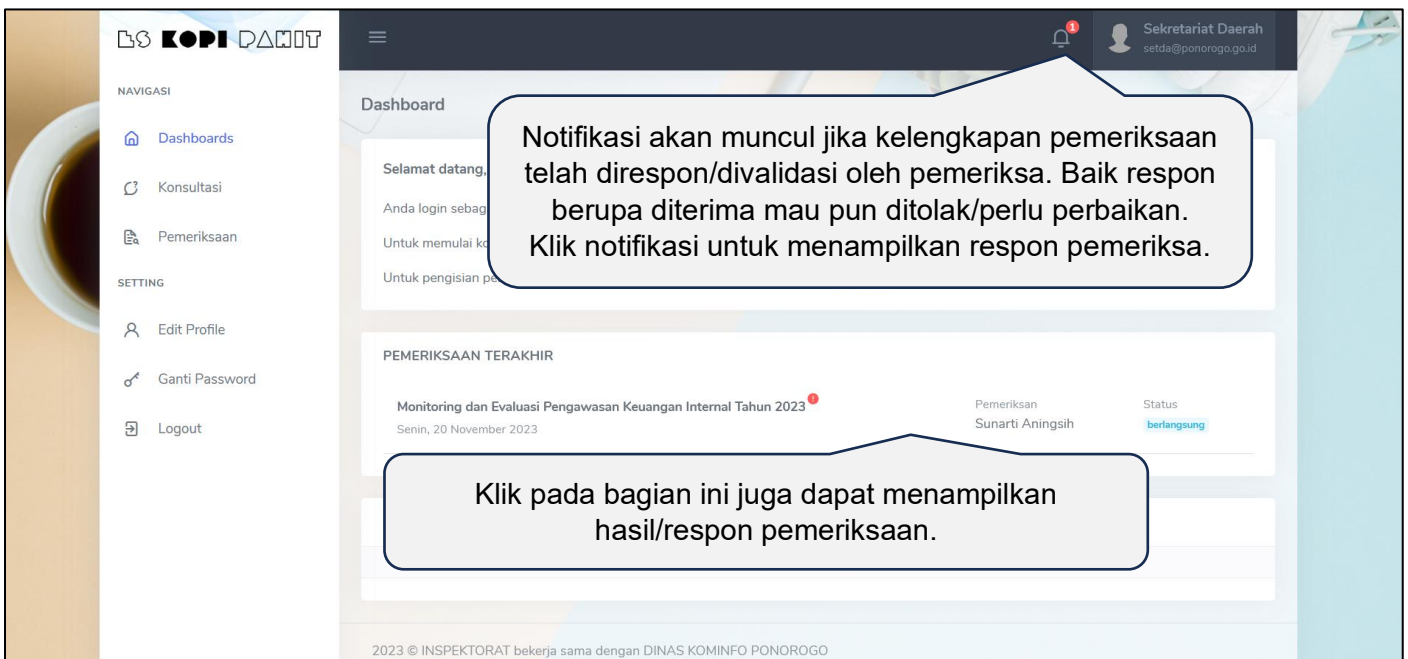 ES KOPI PAHIT
1
Sekretariat Daerah
setda@ponorogo.go.id
NAVIGASI
Dashboards
Konsultasi
Pemeriksaan
SETTING
Edit Profile
Ganti Password
Logout
Dashboard
Selamat datang,
Anda login sebag
Untuk memulai ko
Untuk pengisian pe
Notifikasi akan muncul jika kelengkapan pemeriksaan
telah direspon/divalidasi oleh pemeriksa. Baik respon
berupa diterima mau pun ditolak/perlu perbaikan.
Klik notifikasi untuk menampilkan respon pemeriksa.
PEMERIKSAAN TERAKHIR
Monitoring dan Evaluasi Pengawasan Keuangan Internal Tahun 2023 !
Senin, 20 November 2023
Pemeriksan
Sunarti Aningsih
Status
berlangsung
Klik pada bagian ini juga dapat menampilkan
hasil/respon pemeriksaan.
2023 © INSPEKTORAT bekerja sama dengan DINAS KOMINFO PONOROGO